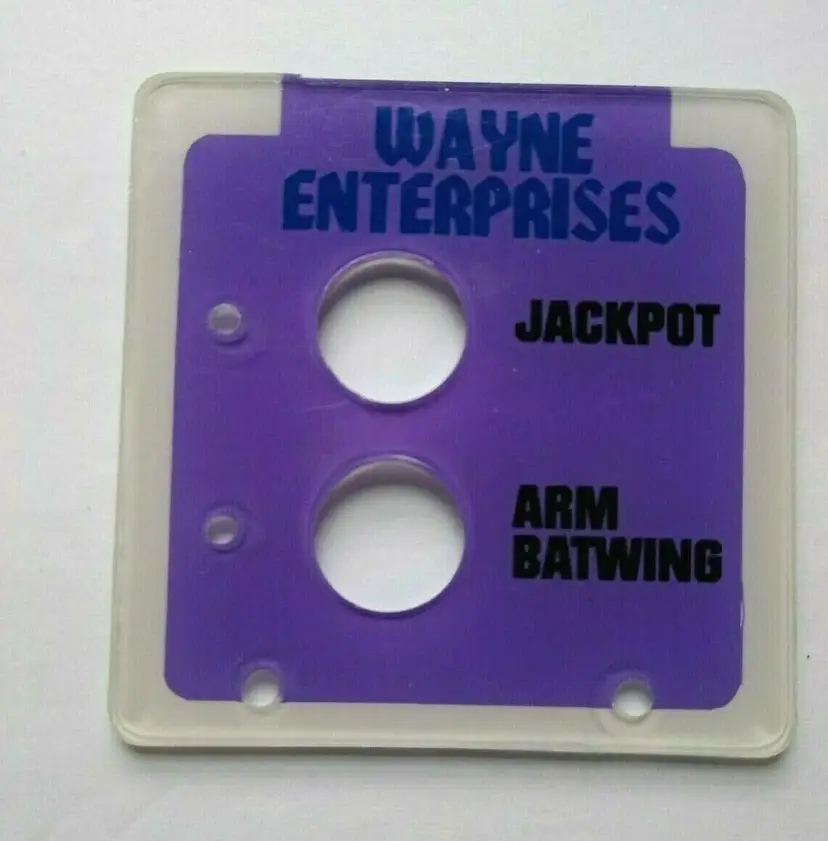 WAYNE
ENTERPRISES
JACKPOT
ARM
BATWING